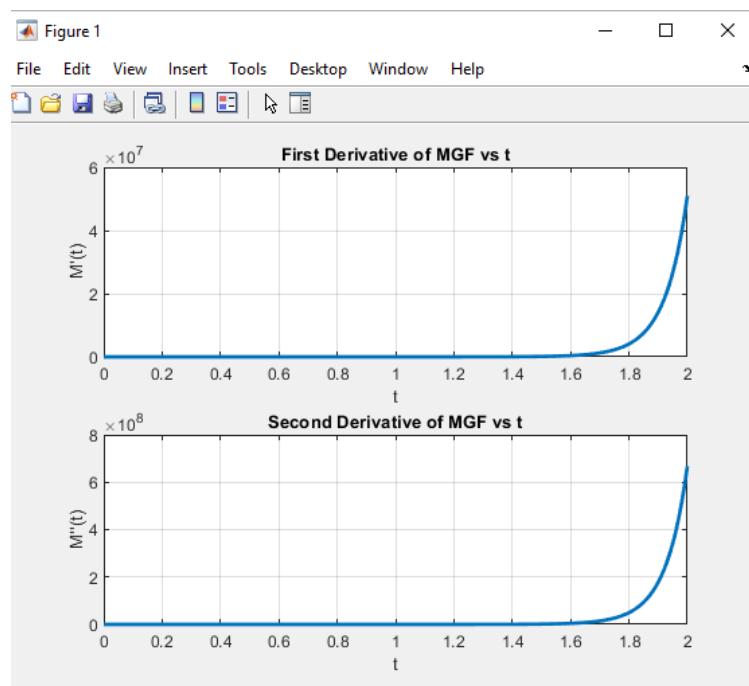 Figure 1
File Edit View Insert Tools Desktop Window Help
First Derivative of MGF vs t
×10^7
6
4
2
0
M'(t)
0 0.2 0.4 0.6 0.8 1 1.2 1.4 1.6 1.8 2
t
Second Derivative of MGF vs t
×10^8
8
6
4
2
0
M''(t)
0 0.2 0.4 0.6 0.8 1 1.2 1.4 1.6 1.8 2
t